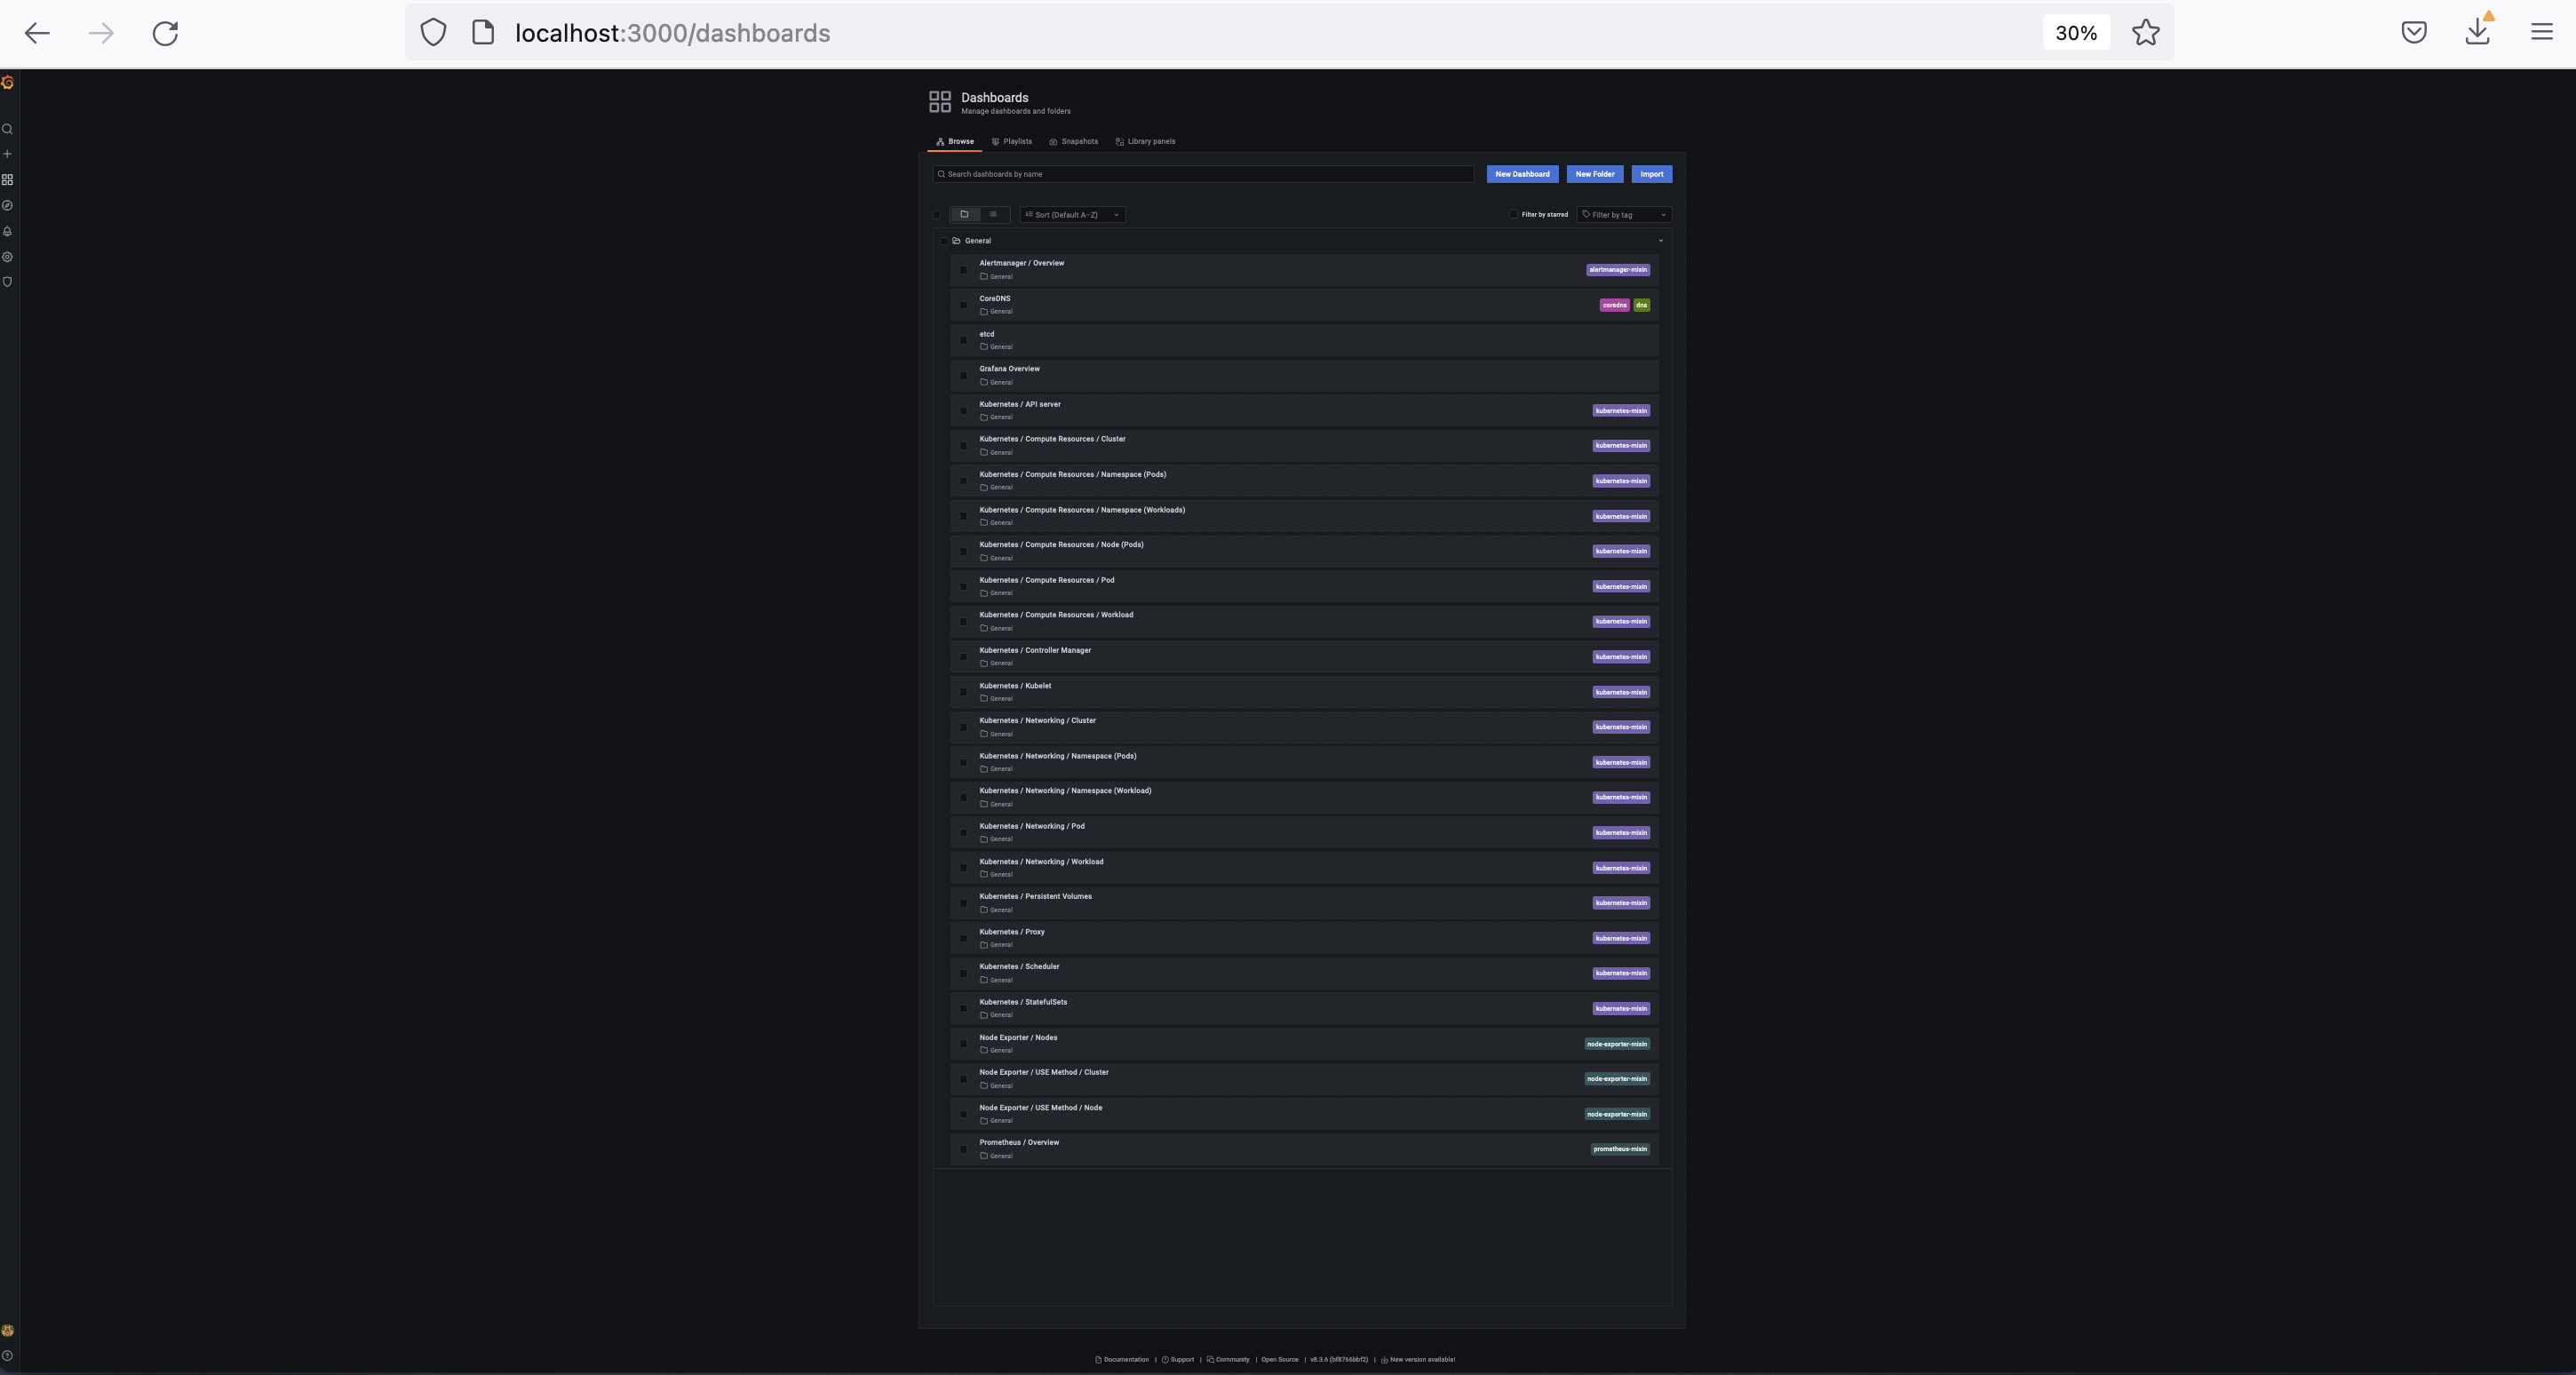 localhost:3000/dashboards
30%
Dashboards
Manage dashboards and folders
Browse Playlists Snapshots Library panels
Search dashboards by name New Dashboard New Folder Import
Sort (Default A–Z) Filter by starred Filter by tag
General
Alertmanager / Overview
General
alertmanager-mixin
CoreDNS
General
coredns dns
etcd
General
Grafana Overview
General
Kubernetes / API server
General
kubernetes-mixin
Kubernetes / Compute Resources / Cluster
General
kubernetes-mixin
Kubernetes / Compute Resources / Namespace (Pods)
General
kubernetes-mixin
Kubernetes / Compute Resources / Namespace (Workloads)
General
kubernetes-mixin
Kubernetes / Compute Resources / Node (Pods)
General
kubernetes-mixin
Kubernetes / Compute Resources / Pod
General
kubernetes-mixin
Kubernetes / Compute Resources / Workload
General
kubernetes-mixin
Kubernetes / Controller Manager
General
kubernetes-mixin
Kubernetes / Kubelet
General
kubernetes-mixin
Kubernetes / Networking / Cluster
General
kubernetes-mixin
Kubernetes / Networking / Namespace (Pods)
General
kubernetes-mixin
Kubernetes / Networking / Namespace (Workload)
General
kubernetes-mixin
Kubernetes / Networking / Pod
General
kubernetes-mixin
Kubernetes / Networking / Workload
General
kubernetes-mixin
Kubernetes / Persistent Volumes
General
kubernetes-mixin
Kubernetes / Proxy
General
kubernetes-mixin
Kubernetes / Scheduler
General
kubernetes-mixin
Kubernetes / StatefulSets
General
kubernetes-mixin
Node Exporter / Nodes
General
node-exporter-mixin
Node Exporter / USE Method / Cluster
General
node-exporter-mixin
Node Exporter / USE Method / Node
General
node-exporter-mixin
Prometheus / Overview
General
prometheus-mixin
Documentation | Support | Community | Open Source | v8.3.6 (bf8766bbf2) | New version available!